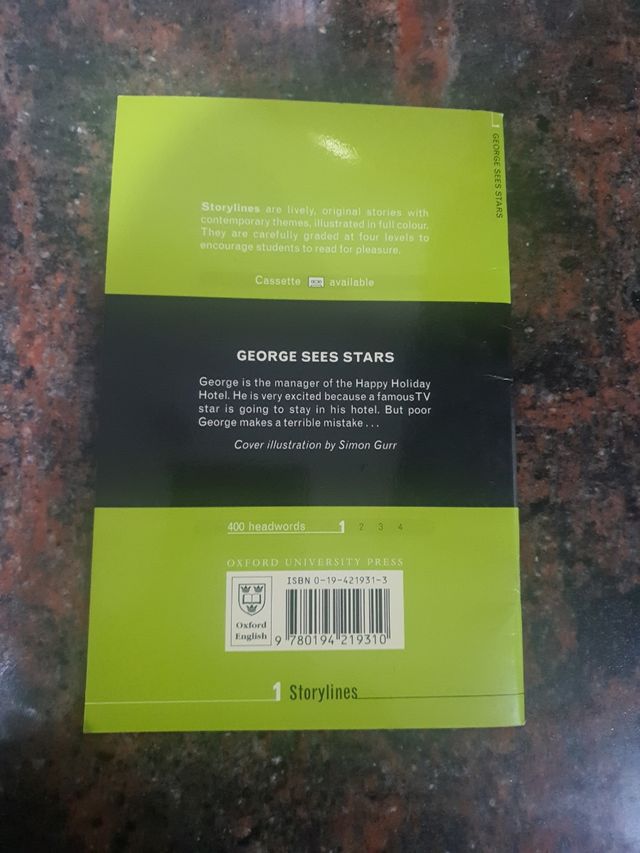 1 GEORGE SEES STARS
Storylines are lively, original stories with
contemporary themes, illustrated in full colour.
They are carefully graded at four levels to
encourage students to read for pleasure.
Cassette available
GEORGE SEES STARS
George is the manager of the Happy Holiday
Hotel. He is very excited because a famous TV
star is going to stay in his hotel. But poor
George makes a terrible mistake...
Cover illustration by Simon Gurr
400 headwords 1 2 3 4
OXFORD UNIVERSITY PRESS
ISBN 0-19-421931-3
Oxford
English
9 780194 219310
1 Storylines